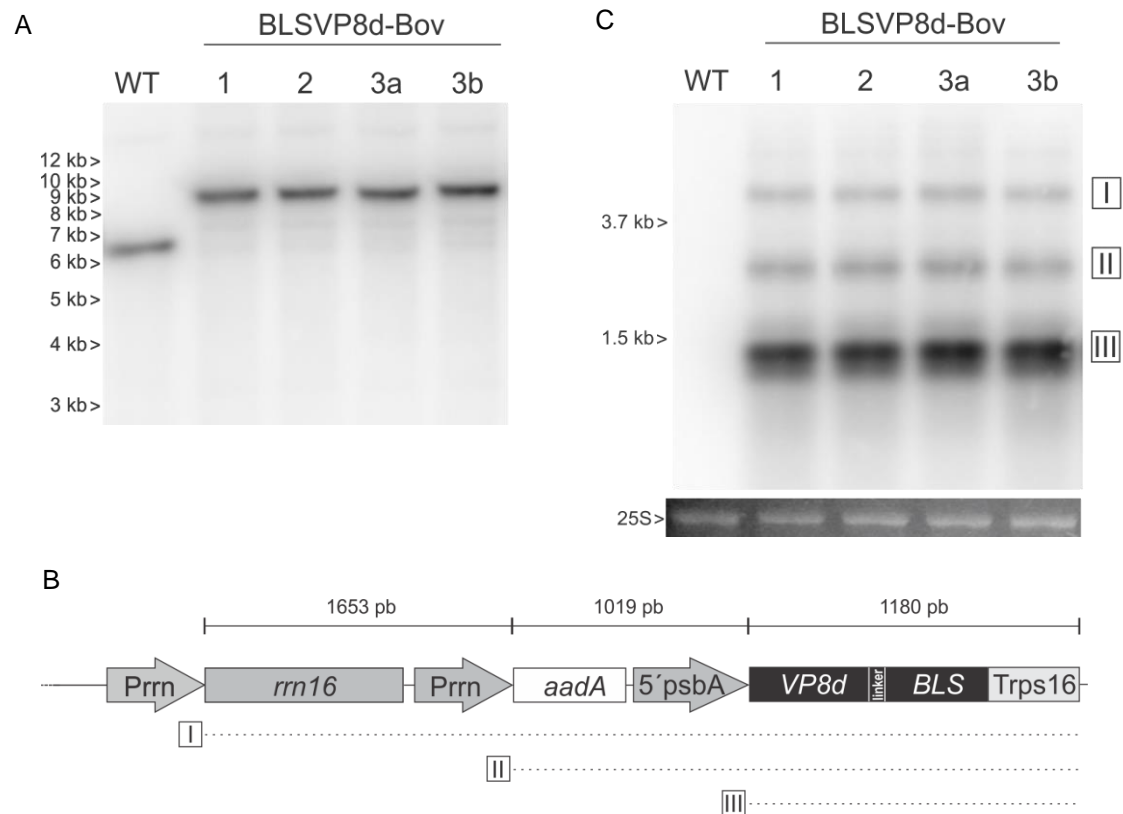 A
BLSVP8d-Bov
WT 1 2 3a 3b
12 kb>
10 kb>
9 kb>
8 kb>
7 kb>
6 kb>
5 kb>
4 kb>
3 kb>
C
BLSVP8d-Bov
WT 1 2 3a 3b
I
3.7 kb>
II
1.5 kb>
III
25S>
B
1653 pb 1019 pb 1180 pb
Prrn rrn16 Prrn aadA 5´psbA VP8d linker BLS Trps16
I
II
III